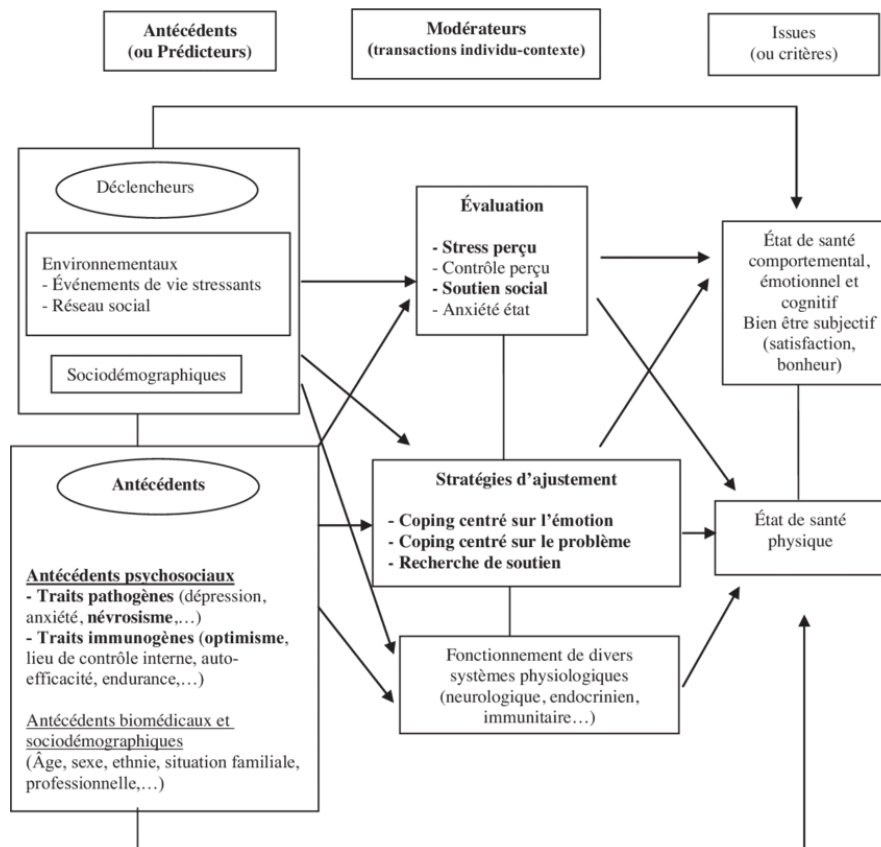 Antécédents
(ou Prédicteurs)
Modérateurs
(transactions individu-contexte)
Issues
(ou critères)
Déclencheurs
Environnementaux
- Événements de vie stressants
- Réseau social
Sociodémographiques
Évaluation
- Stress perçu
- Contrôle perçu
- Soutien social
- Anxiété état
État de santé
comportemental,
émotionnel et
cognitif
Bien être subjectif
(satisfaction,
bonheur)
Antécédents
Antécédents psychosociaux
- Traits pathogènes (dépression,
anxiété, névrosisme,…)
- Traits immunogènes (optimisme,
lieu de contrôle interne, auto-
efficacité, endurance,…)
Antécédents biomédicaux et
sociodémographiques
(Âge, sexe, ethnie, situation familiale,
professionnelle,…)
Stratégies d’ajustement
- Coping centré sur l’émotion
- Coping centré sur le problème
- Recherche de soutien
État de santé
physique
Fonctionnement de divers
systèmes physiologiques
(neurologique, endocrinien,
immunitaire…)